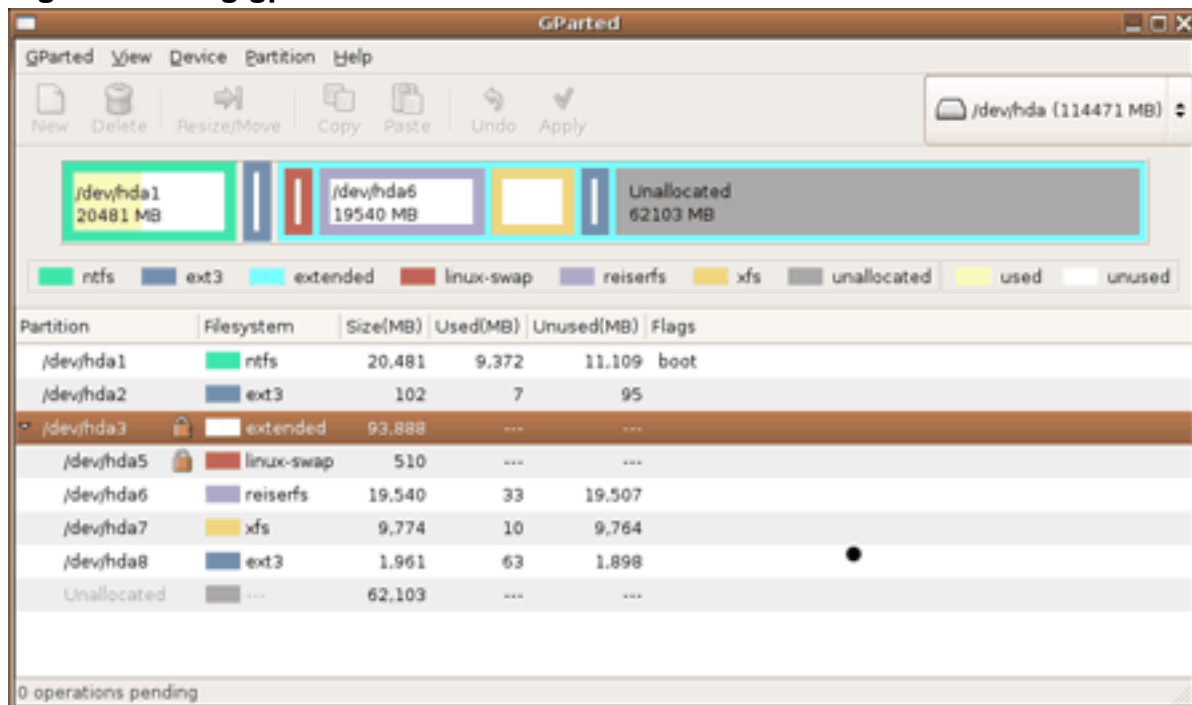 GParted
GParted View Device Partition Help
New Delete Resize/Move Copy Paste Undo Apply /dev/hda (114471 MB)
/dev/hda1 /dev/hda6 Unallocated
20481 MB 19540 MB 62103 MB
ntfs ext3 extended linux-swap reiserfs xfs unallocated used unused
Partition Filesystem Size(MB) Used(MB) Unused(MB) Flags
/dev/hda1 ntfs 20,481 9,372 11,109 boot
/dev/hda2 ext3 102 7 95
/dev/hda3 extended 93,888 --- ---
/dev/hda5 linux-swap 510 --- ---
/dev/hda6 reiserfs 19,540 33 19,507
/dev/hda7 xfs 9,774 10 9,764
/dev/hda8 ext3 1,961 63 1,898
Unallocated --- 62,103 --- ---
0 operations pending